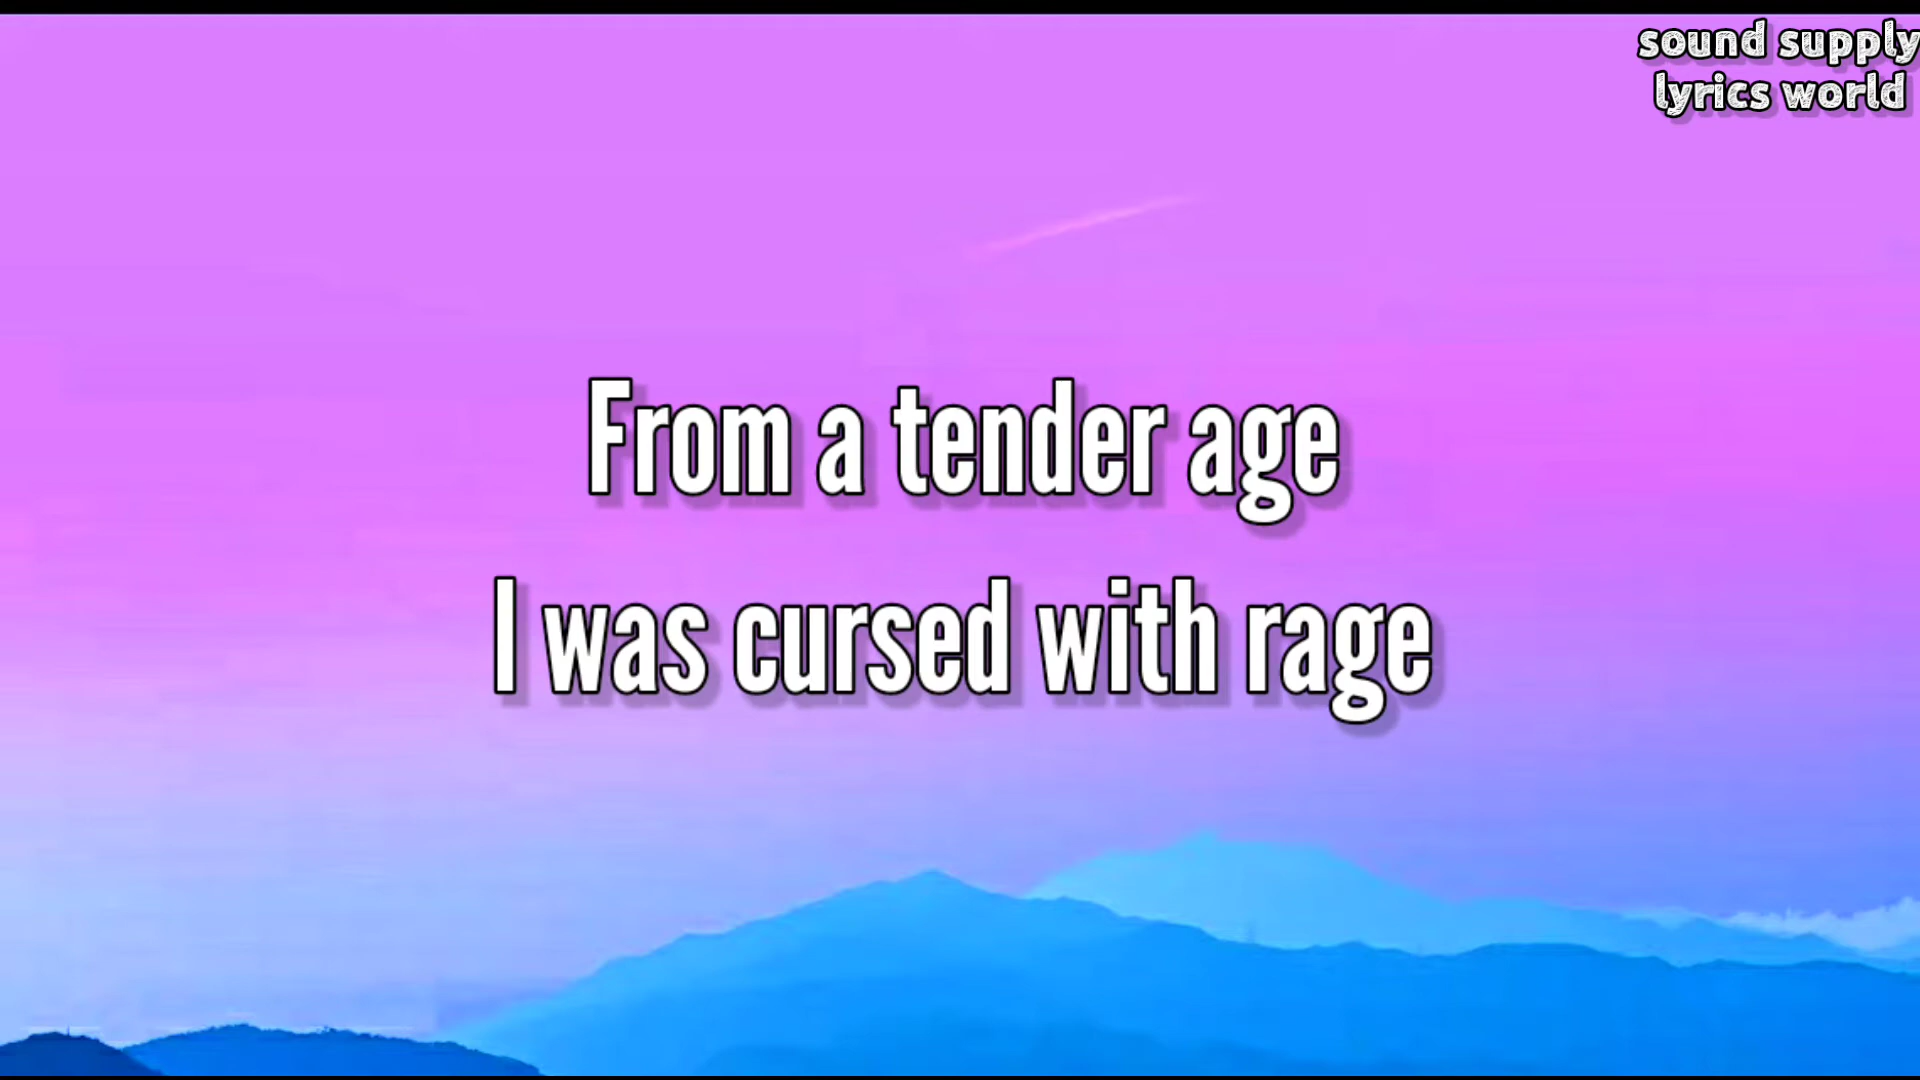 sound supply
lyrics world
From a tender age
I was cursed with rage